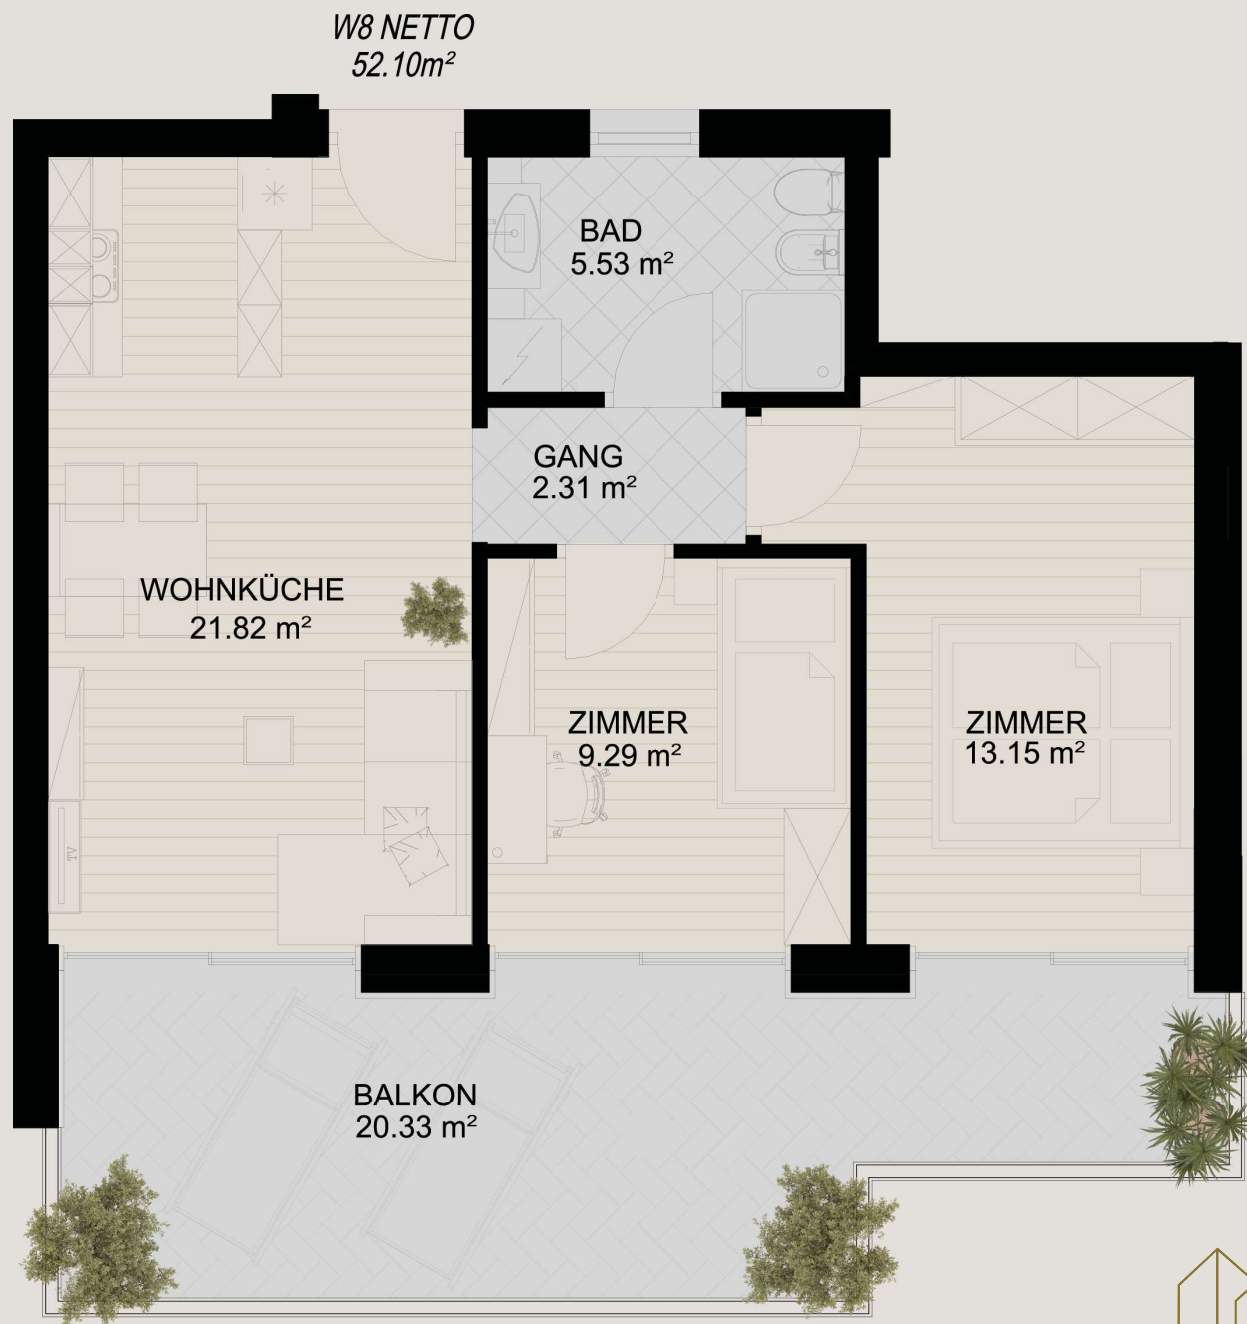 W8 NETTO
52.10m²
BAD
5.53 m²
GANG
2.31 m²
WOHNKÜCHE
21.82 m²
ZIMMER
9.29 m²
ZIMMER
13.15 m²
TV
BALKON
20.33 m²